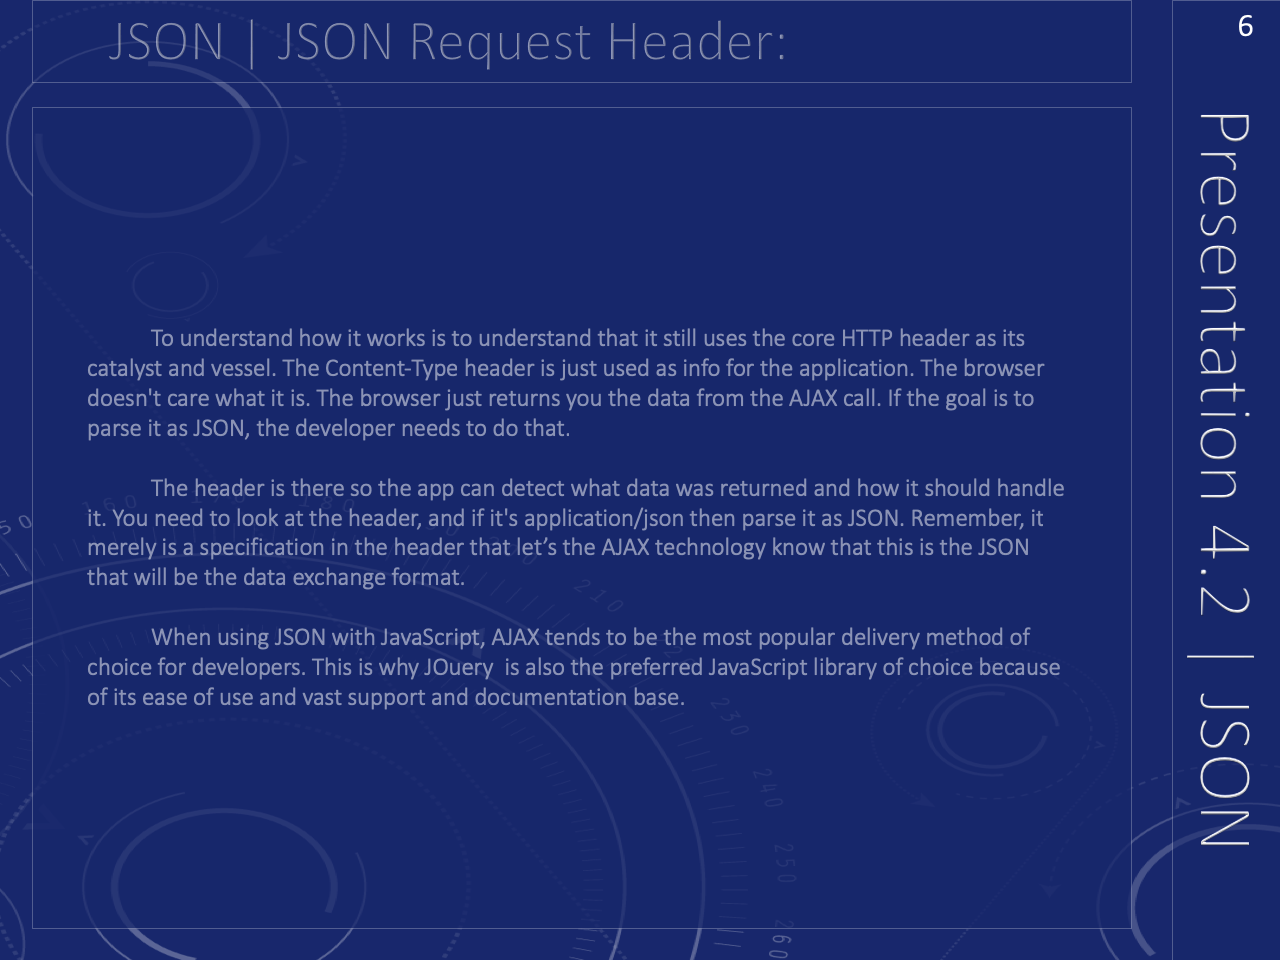 JSON | JSON Request Header:
6
To understand how it works is to understand that it still uses the core HTTP header as its
catalyst and vessel. The Content-Type header is just used as info for the application. The browser
doesn't care what it is. The browser just returns you the data from the AJAX call. If the goal is to
parse it as JSON, the developer needs to do that.
The header is there so the app can detect what data was returned and how it should handle
it. You need to look at the header, and if it's application/json then parse it as JSON. Remember, it
merely is a specification in the header that let’s the AJAX technology know that this is the JSON
that will be the data exchange format.
When using JSON with JavaScript, AJAX tends to be the most popular delivery method of
choice for developers. This is why JOuery is also the preferred JavaScript library of choice because
of its ease of use and vast support and documentation base.
Presentation 4.2 | JSON
160
180
210
230
240
250
260